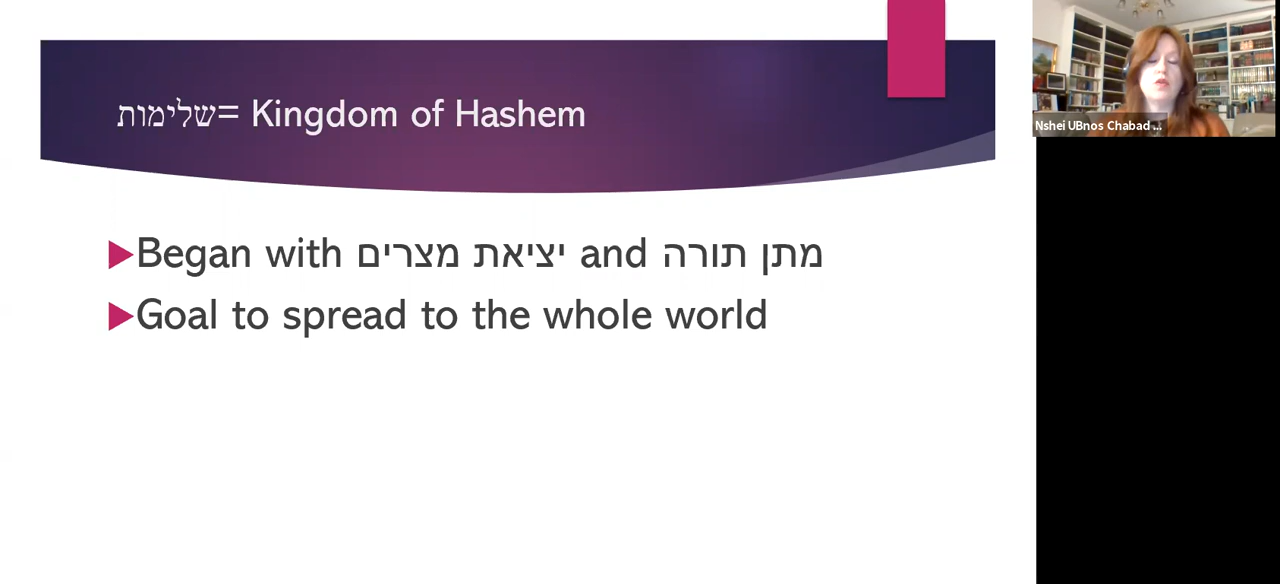 שלימות= Kingdom of Hashem
Began with יציאת מצרים and מתן תורה
Goal to spread to the whole world
Nshei UBnos Chabad ...